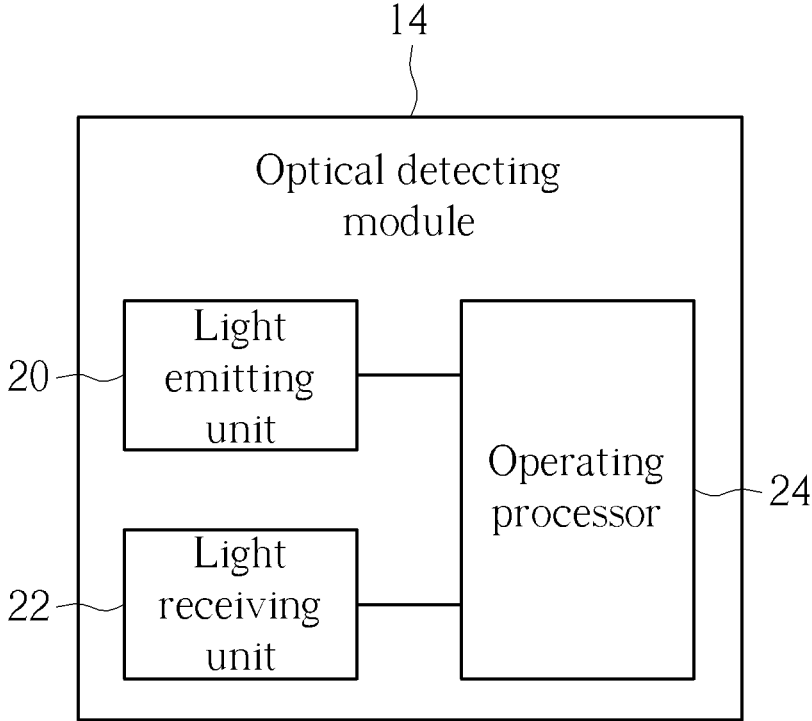 14
Optical detecting
module
Light
emitting
unit
20
Operating
processor
24
Light
receiving
unit
22